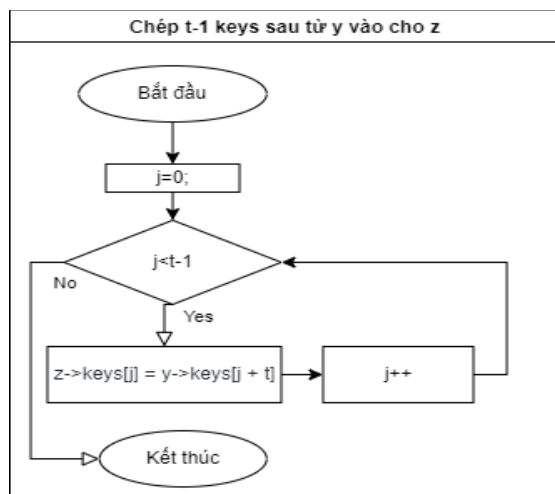 Chép t-1 keys sau từ y vào cho z
Bắt đầu
j=0;
j<t-1
No
Yes
z->keys[j] = y->keys[j + t]
j++
Kết thúc